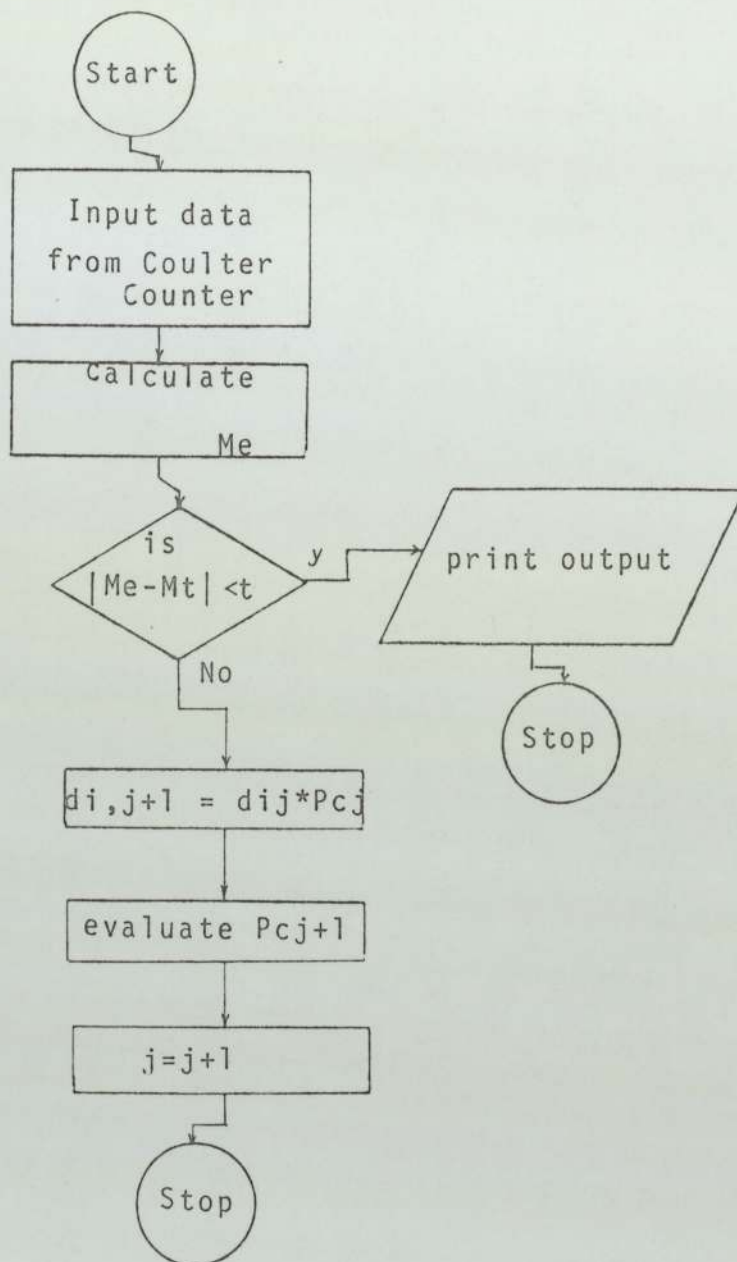 Start
Input data
from Coulter
Counter
Calculate
Me
is
|Me-Mt| <t
y
print output
Stop
No
di,j+1 = dij*Pcj
evaluate Pcj+1
j=j+1
Stop